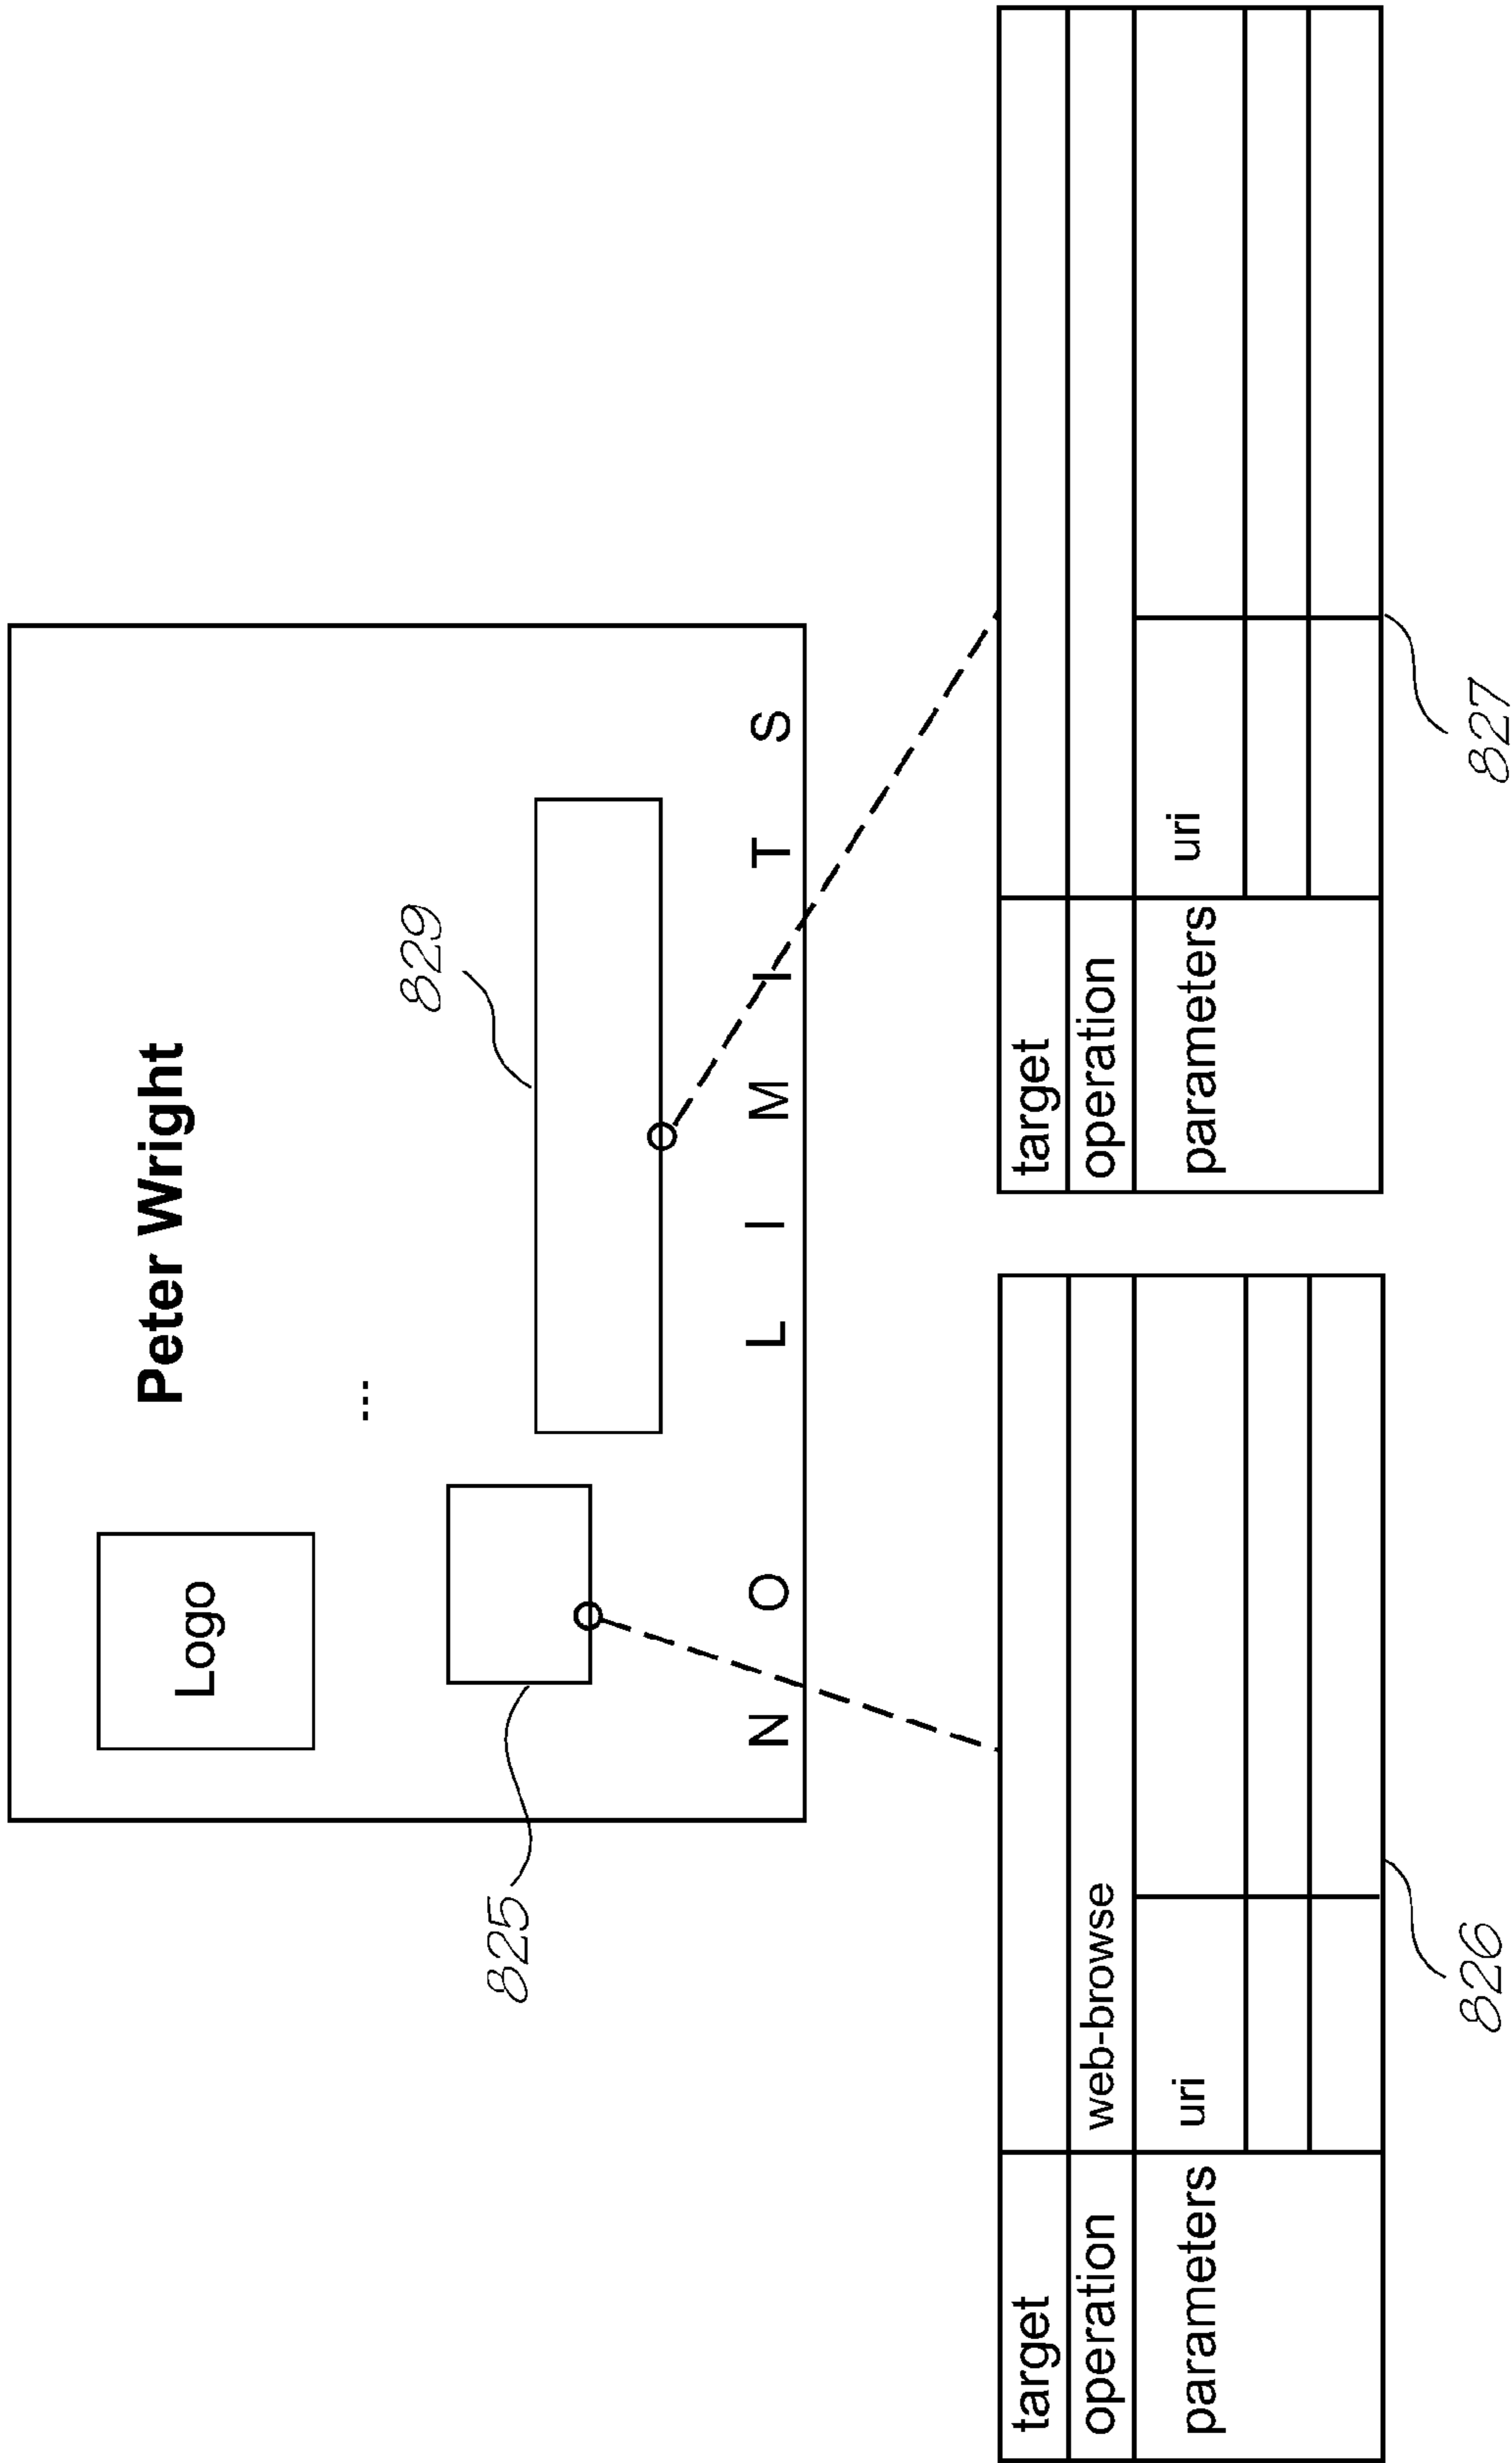 Logo
Peter Wright
---
829
825
N O L I M I T S
target
operation web-browse
parameters uri
826
target
operation
parameters uri
827